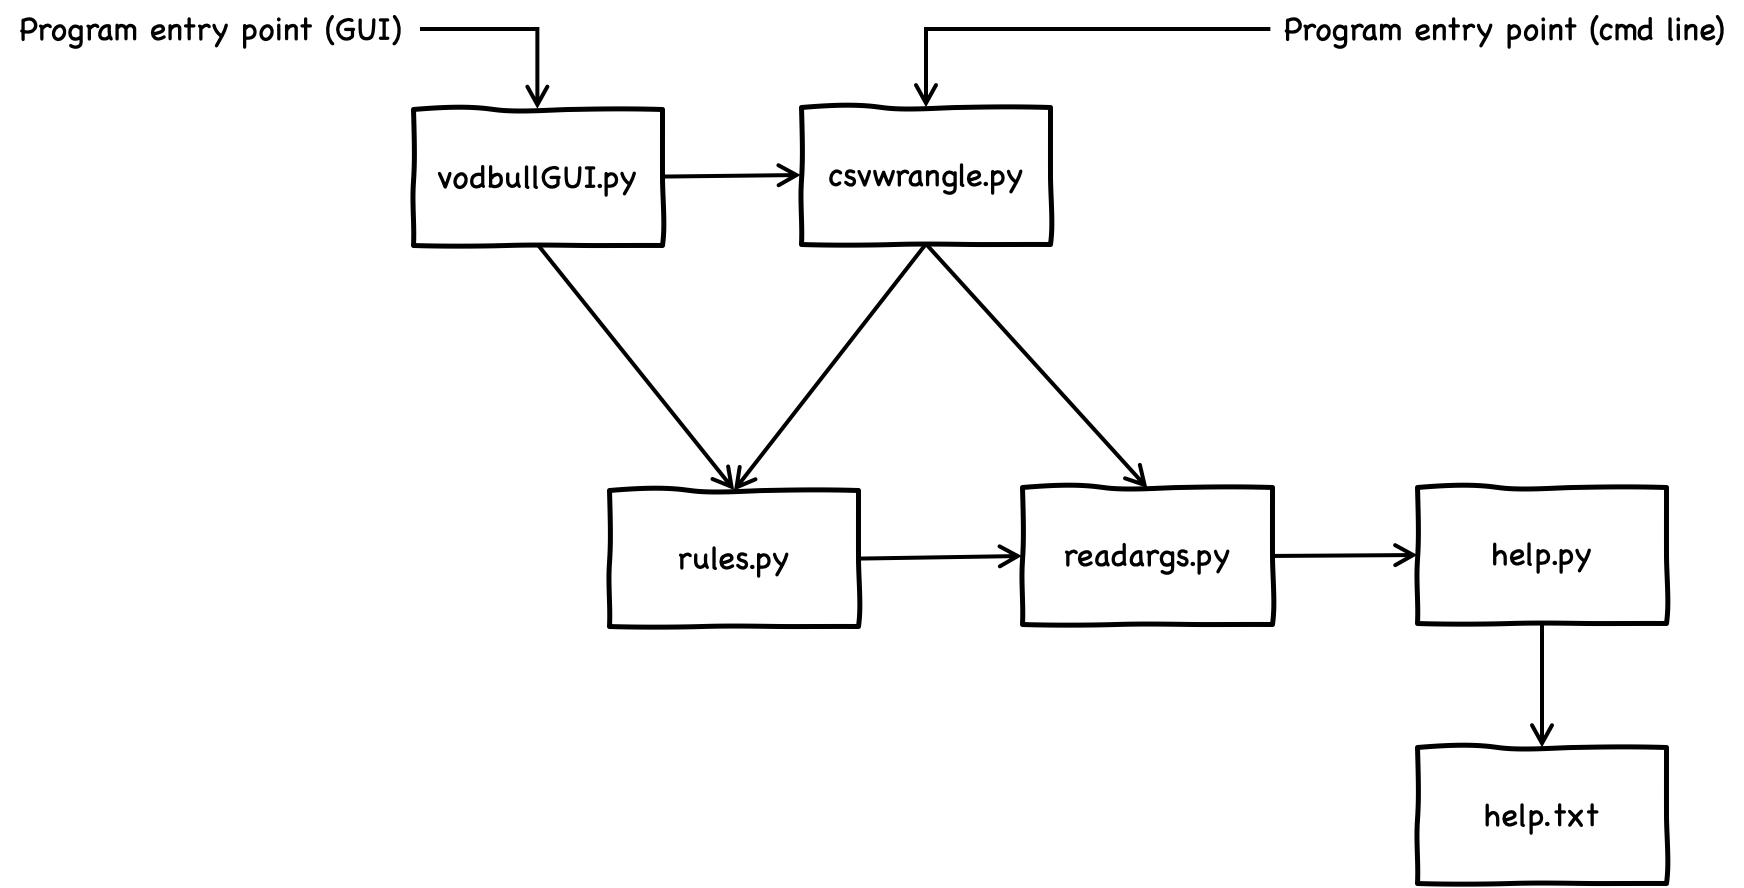 Program entry point (GUI)
Program entry point (cmd line)
vodbullGUI.py
csvwrangle.py
rules.py
readargs.py
help.py
help.txt